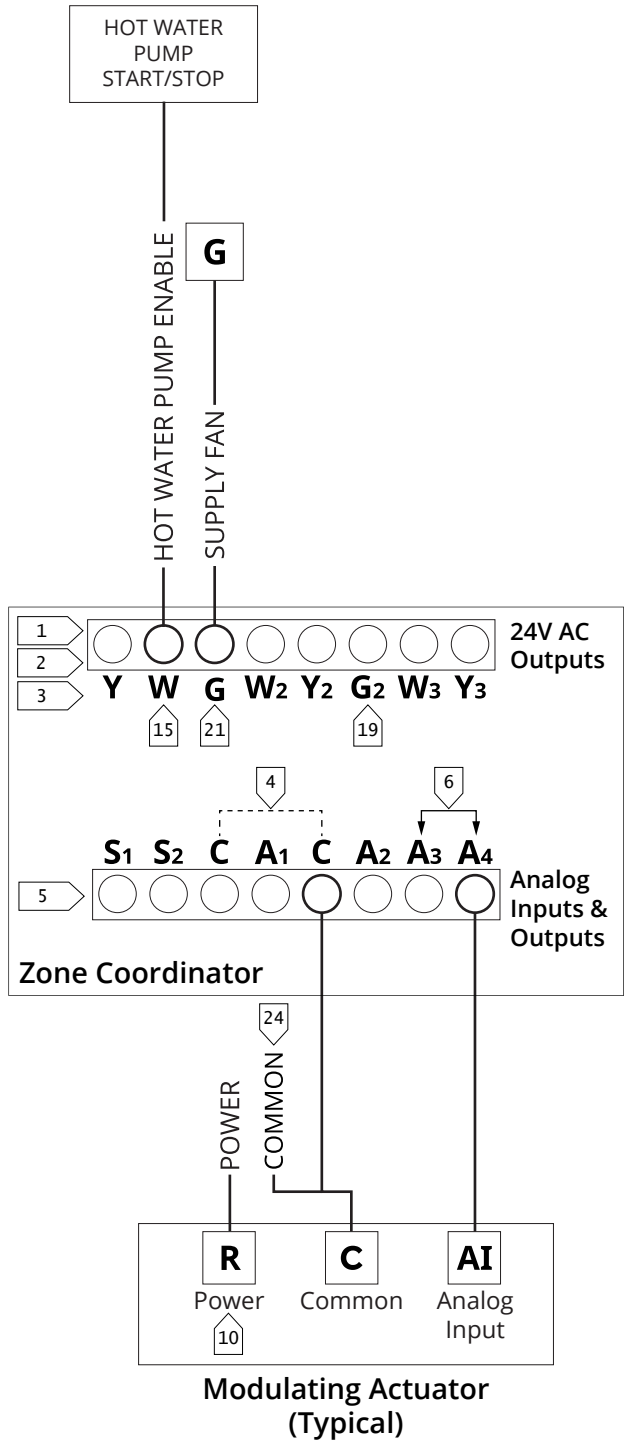 HOT WATER
PUMP
START/STOP
G
HOT WATER PUMP ENABLE
SUPPLY FAN
1
2
3
24V AC
Outputs
Y W G W2 Y2 G2 W3 Y3
15 21 19
4 6
S1 S2 C A1 C A2 A3 A4
5
Analog
Inputs &
Outputs
Zone Coordinator
24
POWER
COMMON
R C AI
Power Common Analog
Input
10
Modulating Actuator
(Typical)